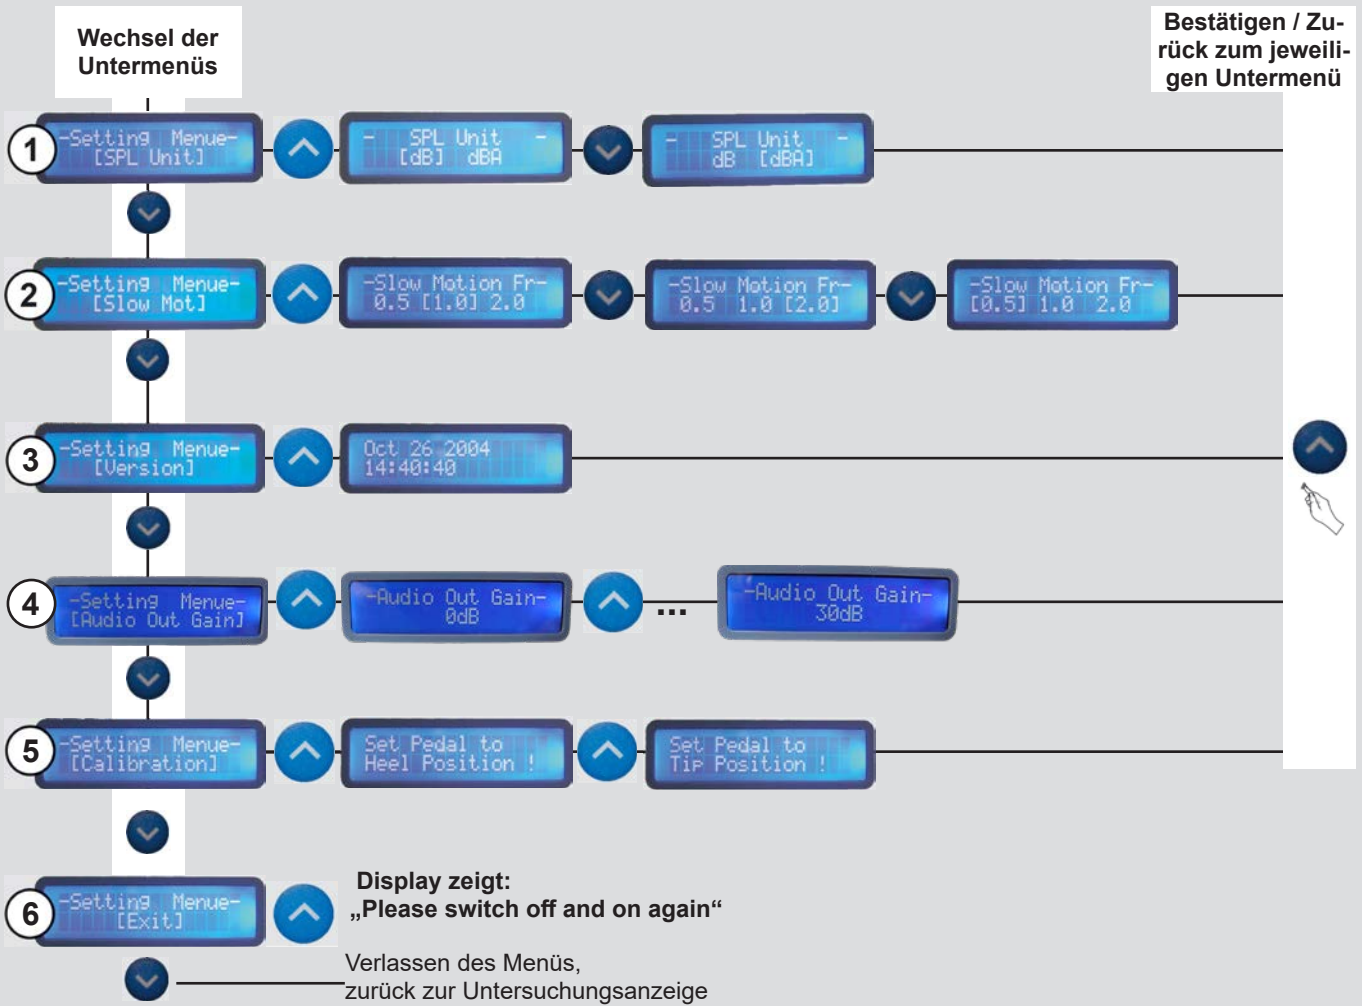 Wechsel der
Untermenüs
Bestätigen / Zu-
rück zum jeweili-
gen Untermenü
1
-Setting Menue-
[SPL Unit]
- SPL Unit -
[dB] dBA
- SPL Unit -
dB [dBA]
2
-Setting Menue-
[Slow Mot]
-Slow Motion Fr-
0.5 [1.0] 2.0
-Slow Motion Fr-
0.5 1.0 [2.0]
-Slow Motion Fr-
[0.5] 1.0 2.0
3
-Setting Menue-
[Version]
Oct 26 2004
14:40:40
4
-Setting Menue-
[Audio Out Gain]
-Audio Out Gain-
0dB
...
-Audio Out Gain-
30dB
5
-Setting Menue-
[Calibration]
Set Pedal to
Heel Position !
Set Pedal to
Tip Position !
6
-Setting Menue-
[Exit]
Display zeigt:
„Please switch off and on again“
Verlassen des Menüs,
zurück zur Untersuchungsanzeige